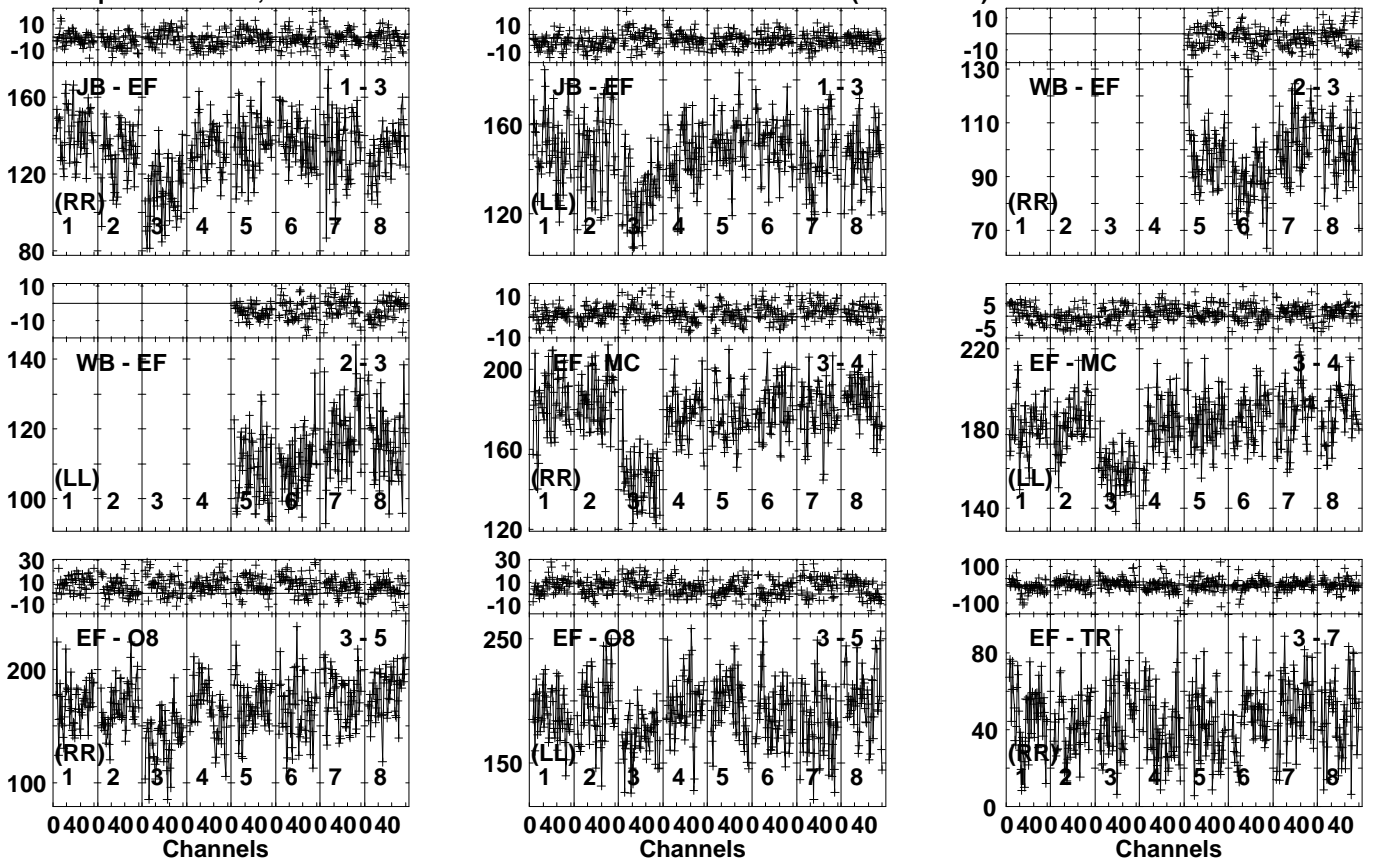 10 10 10
-10 -10 -10
160 JB - EF 1 - 3
120
80
(RR)
1 2 3 4 5 6 7 8
160 JB - EF 1 - 3
120
(LL)
1 2 3 4 5 6 7 8
130 WB - EF 2 - 3
110
90
70
(RR)
1 2 3 4 5 6 7 8
10 10 5
-10 -10 -5
140 WB - EF 2 - 3
120
100
(LL)
1 2 3 4 5 6 7 8
200 EF - MC 3 - 4
160
120
(RR)
1 2 3 4 5 6 7 8
220 EF - MC 3 - 4
180
140
(LL)
1 2 3 4 5 6 7 8
30 30 100
10 10
-10 -10 -100
EF - O8 3 - 5
200
100
(RR)
1 2 3 4 5 6 7 8
250 EF - O8 3 - 5
150
(LL)
1 2 3 4 5 6 7 8
80 EF - TR 3 - 7
40
0
(RR)
1 2 3 4 5 6 7 8
0 40 0 40 0 40 0 40 0 40 0 40 0 40 0 40
Channels
0 40 0 40 0 40 0 40 0 40 0 40 0 40 0 40
Channels
0 40 0 40 0 40 0 40 0 40 0 40 0 40 0 40
Channels